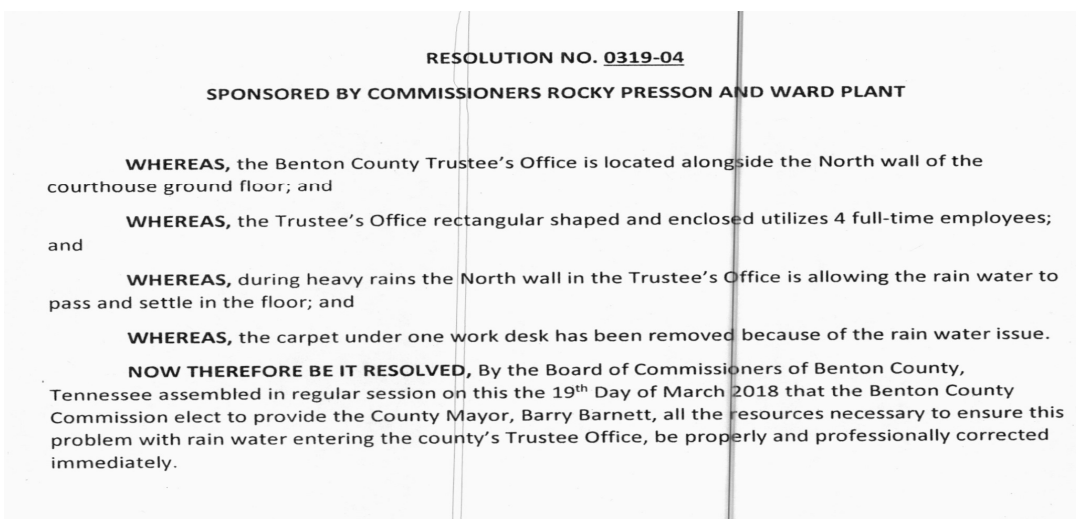 RESOLUTION NO. 0319-04
SPONSORED BY COMMISSIONERS ROCKY PRESSON AND WARD PLANT
WHEREAS, the Benton County Trustee's Office is located alongside the North wall of the
courthouse ground floor; and
WHEREAS, the Trustee's Office rectangular shaped and enclosed utilizes 4 full-time employees;
and
WHEREAS, during heavy rains the North wall in the Trustee's Office is allowing the rain water to
pass and settle in the floor; and
WHEREAS, the carpet under one work desk has been removed because of the rain water issue.
NOW THEREFORE BE IT RESOLVED, By the Board of Commissioners of Benton County,
Tennessee assembled in regular session on this the 19th Day of March 2018 that the Benton County
Commission elect to provide the County Mayor, Barry Barnett, all the resources necessary to ensure this
problem with rain water entering the county's Trustee Office, be properly and professionally corrected
immediately.